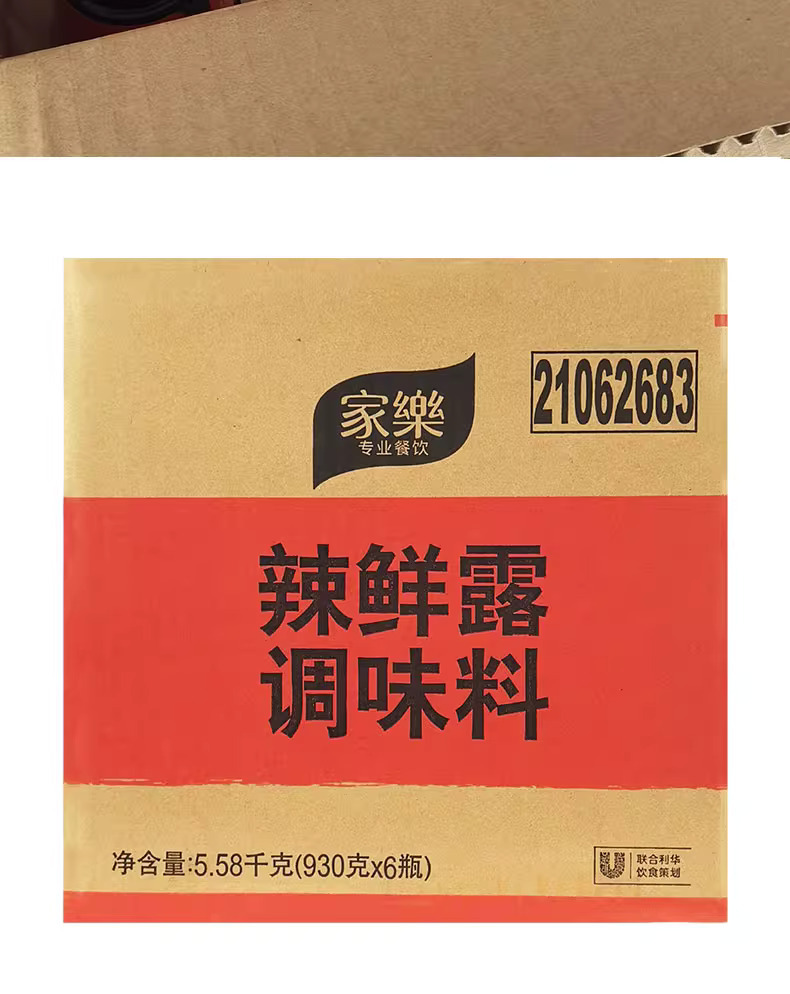 家樂
专业餐饮
21062683
辣鲜露
调味料
净含量:5.58千克(930克x6瓶)
联合利华
饮食策划